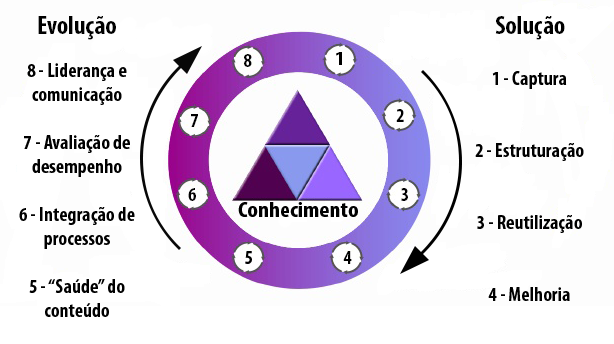 Evolução
8 - Liderança e
comunicação
7 - Avaliação de
desempenho
6 - Integração de
processos
5 - “Saúde” do
conteúdo
8
1
7
2
6
3
5
4
Conhecimento
Solução
1 - Captura
2 - Estruturação
3 - Reutilização
4 - Melhoria